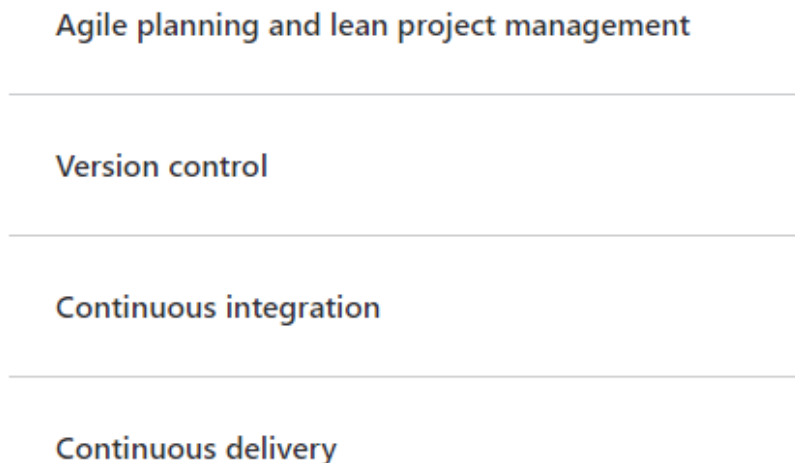 Agile planning and lean project management
Version control
Continuous integration
Continuous delivery